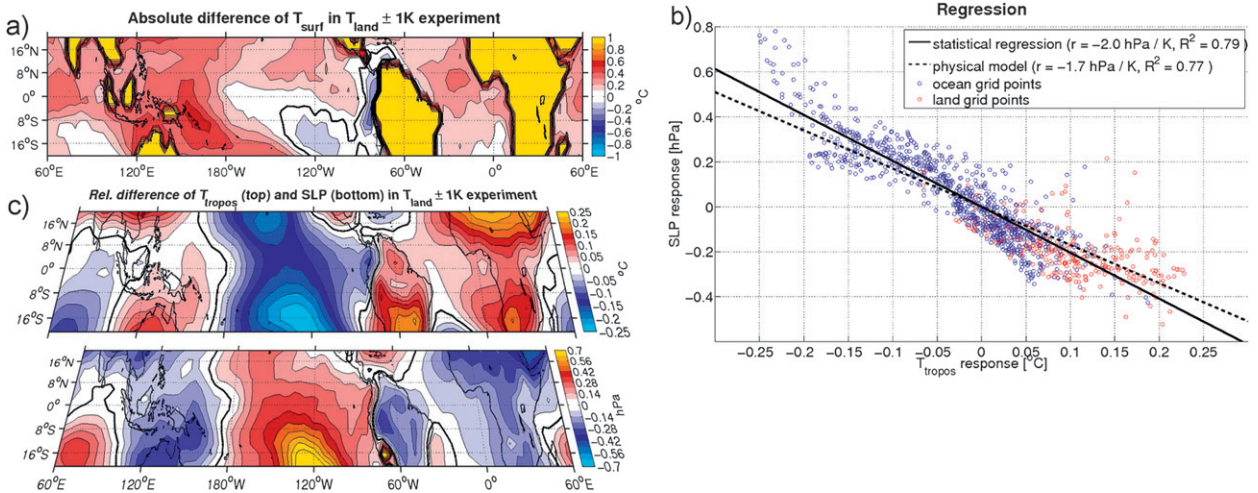 a)
Absolute difference of T_surf in T_land ± 1K experiment
16°N
8°N
0°
8°S
16°S
60°E 120°E 180°W 120°W 60°W 0° 60°E
1
0.8
0.6
0.4
0.2
0
−0.2
−0.4
−0.6
−0.8
−1
°C
c)
Rel. difference of T_tropos (top) and SLP (bottom) in T_land ± 1K experiment
16°N
8°N
0°
8°S
16°S
0.25
0.2
0.15
0.1
0.05
0
−0.05
−0.1
−0.15
−0.2
−0.25
°C
16°N
8°N
0°
8°S
16°S
60°E 120°E 180°W 120°W 60°W 0° 60°E
0.7
0.56
0.42
0.28
0.14
0
−0.14
−0.28
−0.42
−0.56
−0.7
hPa
b)
Regression
statistical regression (r = −2.0 hPa / K, R² = 0.79 )
physical model (r = −1.7 hPa / K, R² = 0.77 )
ocean grid points
land grid points
SLP response [hPa]
0.8
0.6
0.4
0.2
0
−0.2
−0.4
−0.25 −0.2 −0.15 −0.1 −0.05 0 0.05 0.1 0.15 0.2 0.25
T_tropos response [°C]